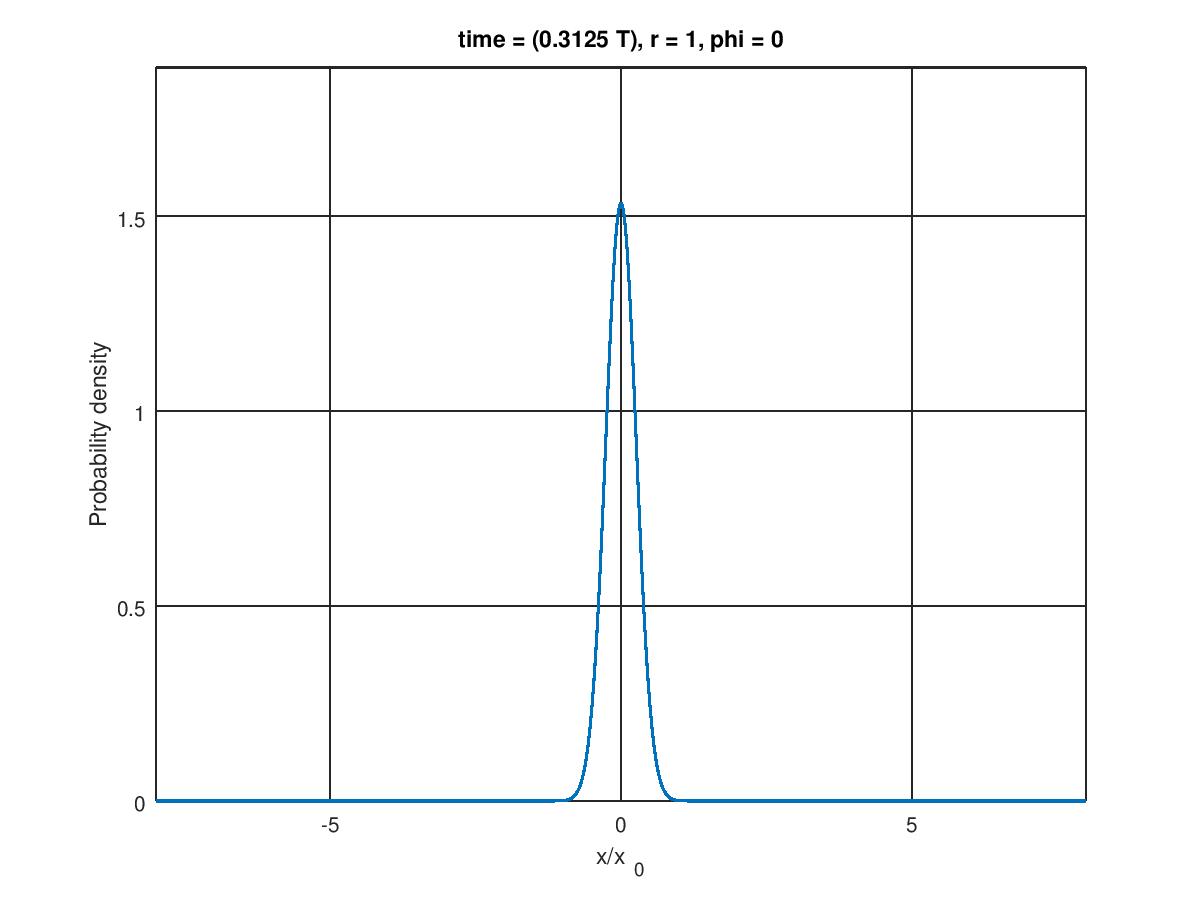 time = (0.3125 T), r = 1, phi = 0
Probability density
1.5
1
0.5
0
-5 0 5
x/x 0